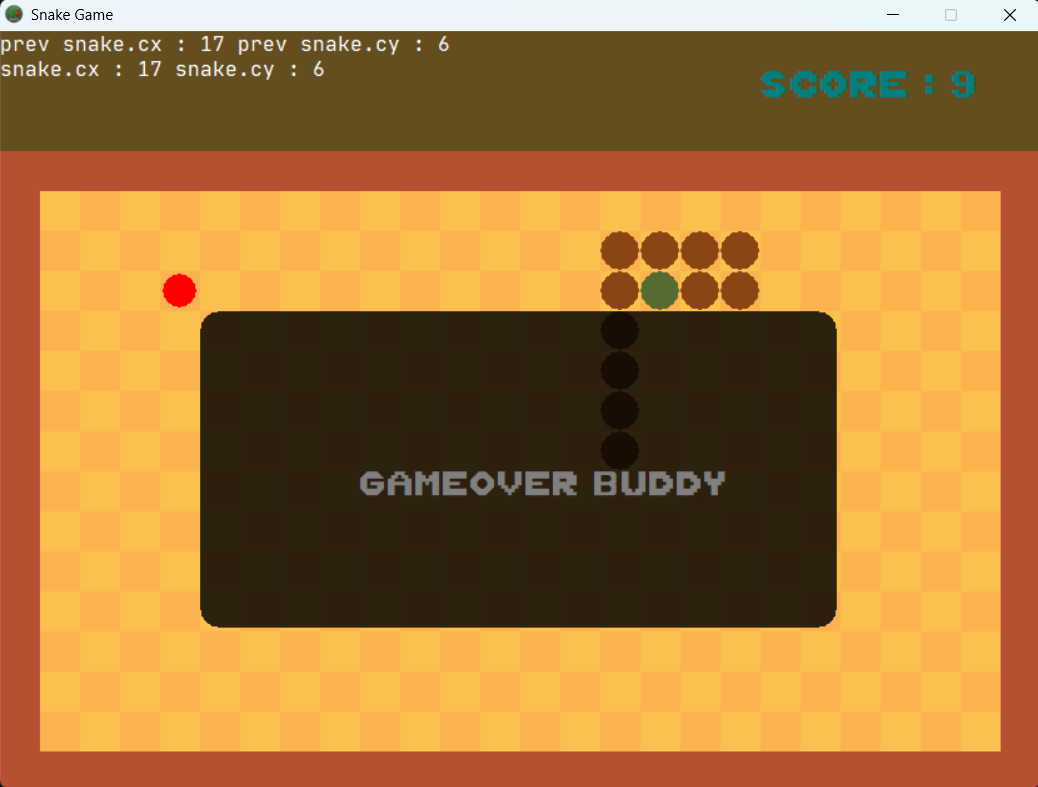 Snake Game
prev snake.cx : 17 prev snake.cy : 6
snake.cx : 17 snake.cy : 6
SCORE : 9
GAMEOVER BUDDY